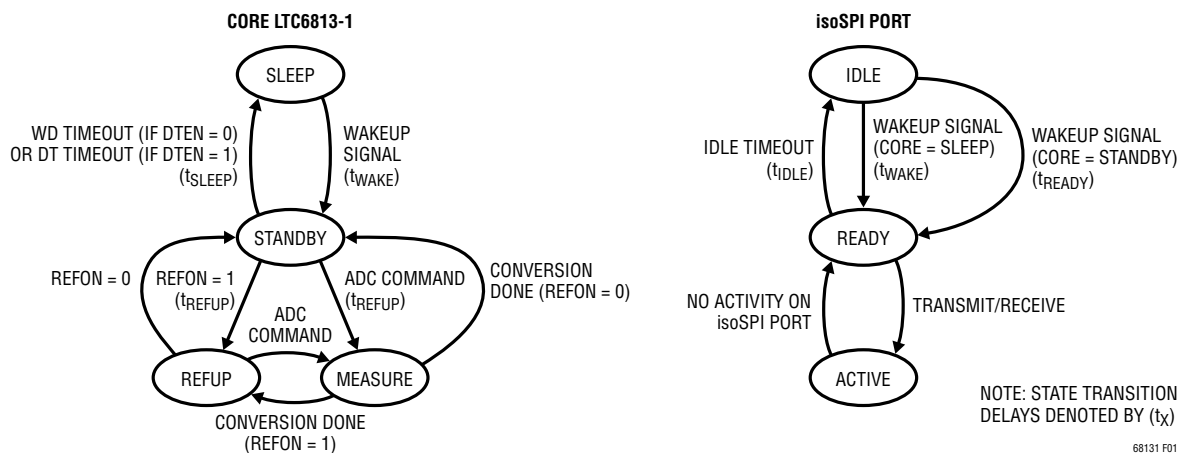 CORE LTC6813-1
SLEEP
WD TIMEOUT (IF DTEN = 0)
OR DT TIMEOUT (IF DTEN = 1)
(tSLEEP)
WAKEUP
SIGNAL
(tWAKE)
STANDBY
REFON = 0
REFON = 1
(tREFUP)
ADC COMMAND
(tREFUP)
CONVERSION
DONE (REFON = 0)
ADC
COMMAND
REFUP
MEASURE
CONVERSION DONE
(REFON = 1)
isoSPI PORT
IDLE
IDLE TIMEOUT
(tIDLE)
WAKEUP SIGNAL
(CORE = SLEEP)
(tWAKE)
WAKEUP SIGNAL
(CORE = STANDBY)
(tREADY)
READY
NO ACTIVITY ON
isoSPI PORT
TRANSMIT/RECEIVE
ACTIVE
NOTE: STATE TRANSITION
DELAYS DENOTED BY (tX)
68131 F01